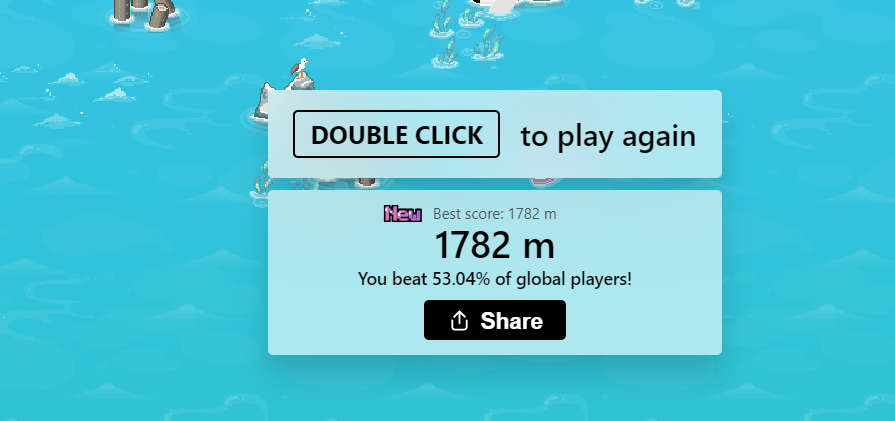 DOUBLE CLICK to play again
New Best score: 1782 m
1782 m
You beat 53.04% of global players!
Share